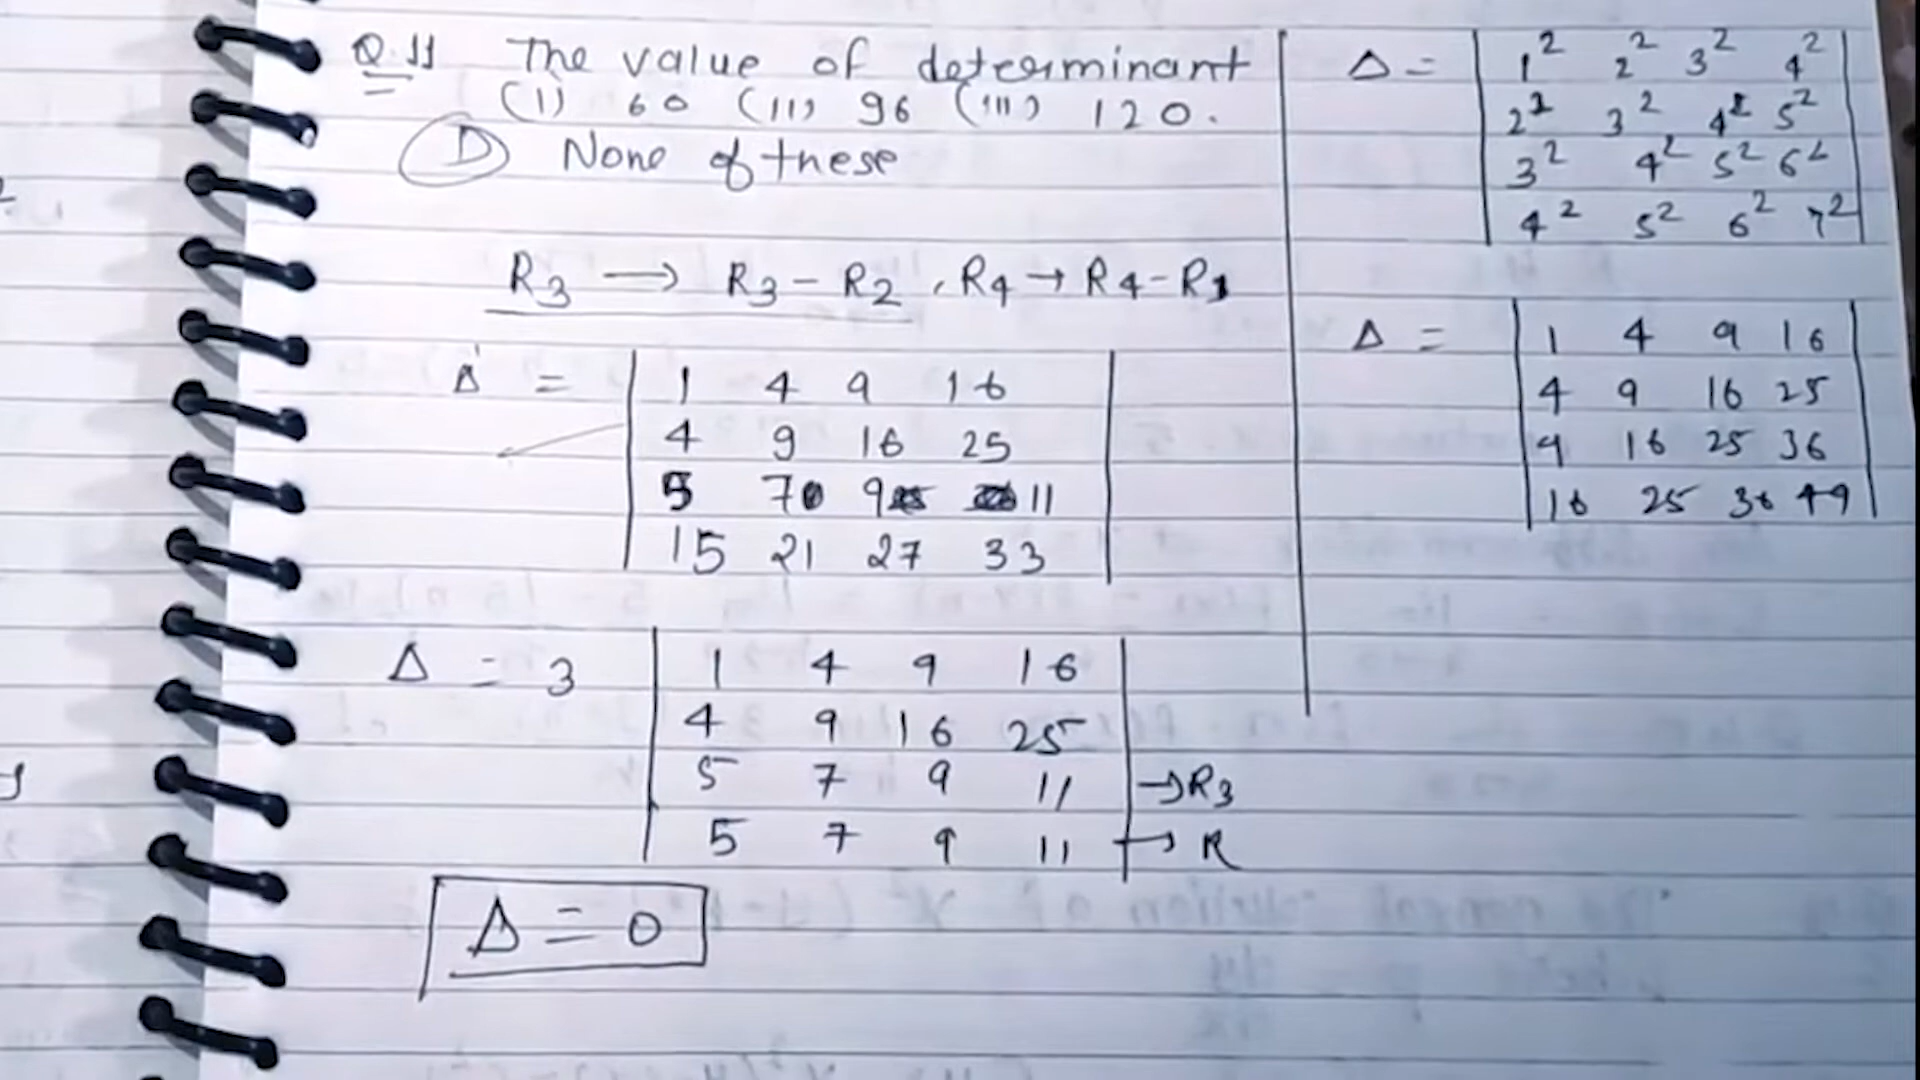 Q.11 The value of determinant
(i) 60 (ii) 96 (iii) 120.
D None of these
Δ = | 1² 2² 3² 4² |
| 2² 3² 4² 5² |
| 3² 4² 5² 6² |
| 4² 5² 6² 7² |
Δ = | 1 4 9 16 |
| 4 9 16 25 |
| 9 16 25 36 |
| 16 25 36 49 |
R3 → R3 - R2 , R4 → R4 - R1
Δ = | 1 4 9 16 |
| 4 9 16 25 |
| 5 7 9 11 |
| 15 21 27 33 |
Δ = 3 | 1 4 9 16 |
| 4 9 16 25 |
| 5 7 9 11 | → R3
| 5 7 9 11 | → R
Δ = 0